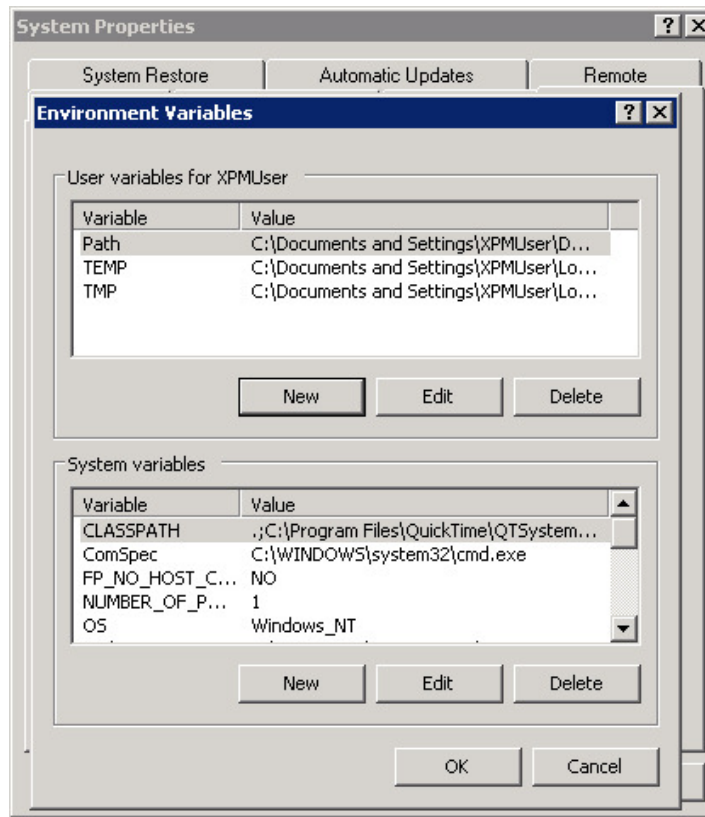 System Properties
System Restore Automatic Updates Remote
Environment Variables
User variables for XPMUser
Variable Value
Path C:\Documents and Settings\XPMUser\D...
TEMP C:\Documents and Settings\XPMUser\Lo...
TMP C:\Documents and Settings\XPMUser\Lo...
New Edit Delete
System variables
Variable Value
CLASSPATH .;C:\Program Files\QuickTime\QTSystem...
ComSpec C:\WINDOWS\system32\cmd.exe
FP_NO_HOST_C... NO
NUMBER_OF_P... 1
OS Windows_NT
New Edit Delete
OK Cancel